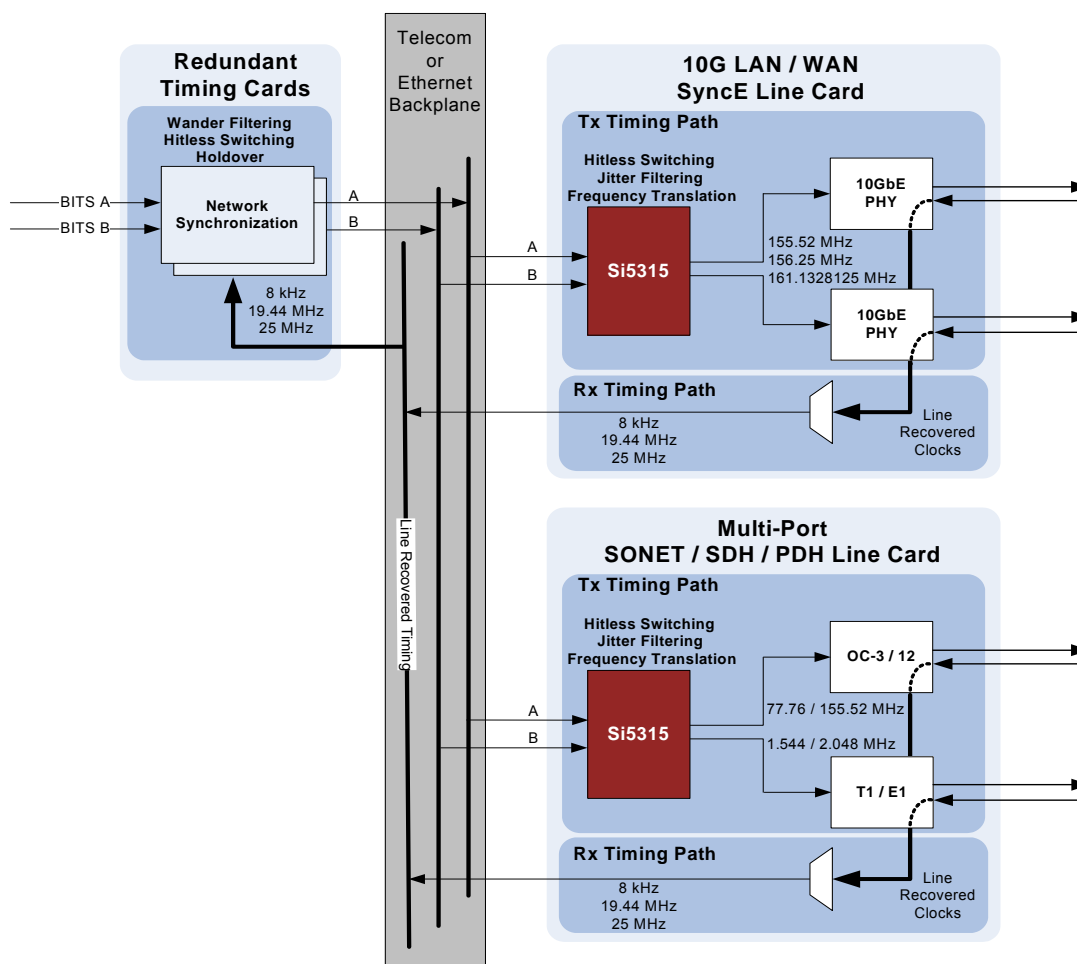 Telecom
or
Ethernet
Backplane
Redundant
Timing Cards
Wander Filtering
Hitless Switching
Holdover
BITS A
BITS B
Network
Synchronization
A
B
8 kHz
19.44 MHz
25 MHz
Line Recovered Timing
10G LAN / WAN
SyncE Line Card
Tx Timing Path
Hitless Switching
Jitter Filtering
Frequency Translation
A
B
Si5315
155.52 MHz
156.25 MHz
161.1328125 MHz
10GbE
PHY
10GbE
PHY
Rx Timing Path
8 kHz
19.44 MHz
25 MHz
Line
Recovered
Clocks
Multi-Port
SONET / SDH / PDH Line Card
Tx Timing Path
Hitless Switching
Jitter Filtering
Frequency Translation
A
B
Si5315
77.76 / 155.52 MHz
1.544 / 2.048 MHz
OC-3 / 12
T1 / E1
Rx Timing Path
8 kHz
19.44 MHz
25 MHz
Line
Recovered
Clocks